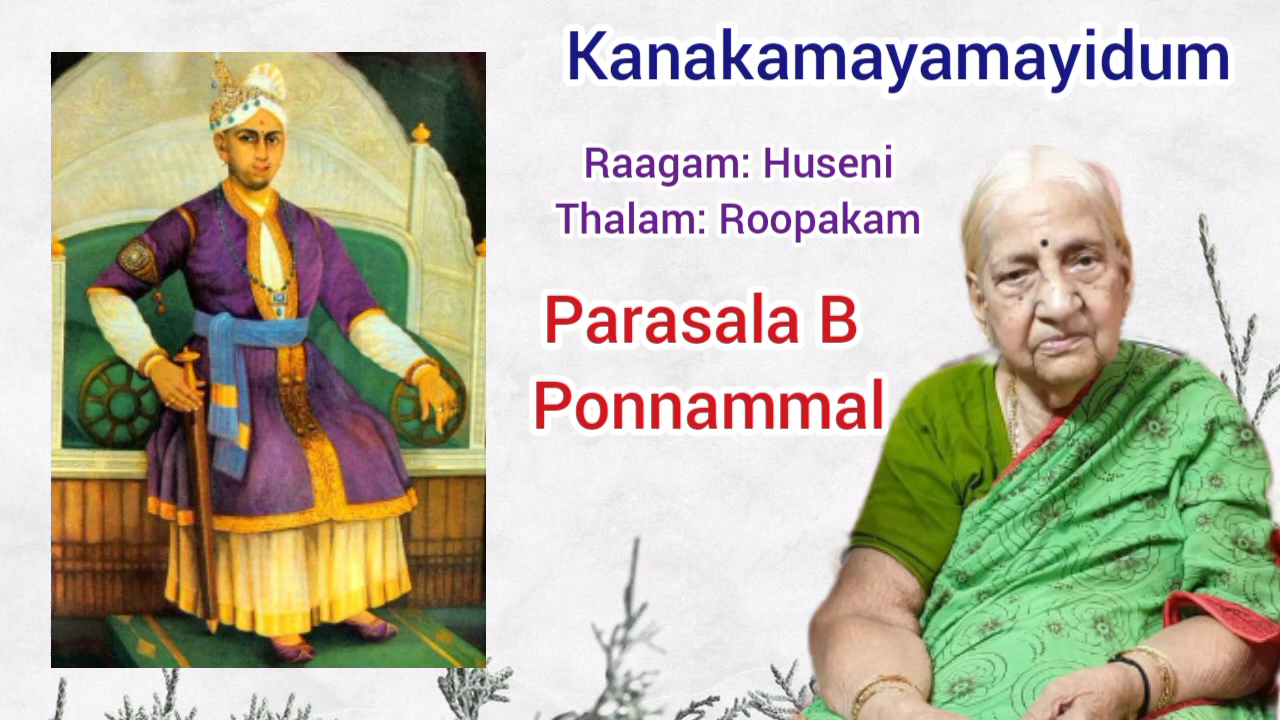 Kanakamayamayidum
Raagam: Huseni
Thalam: Roopakam
Parasala B
Ponnammal